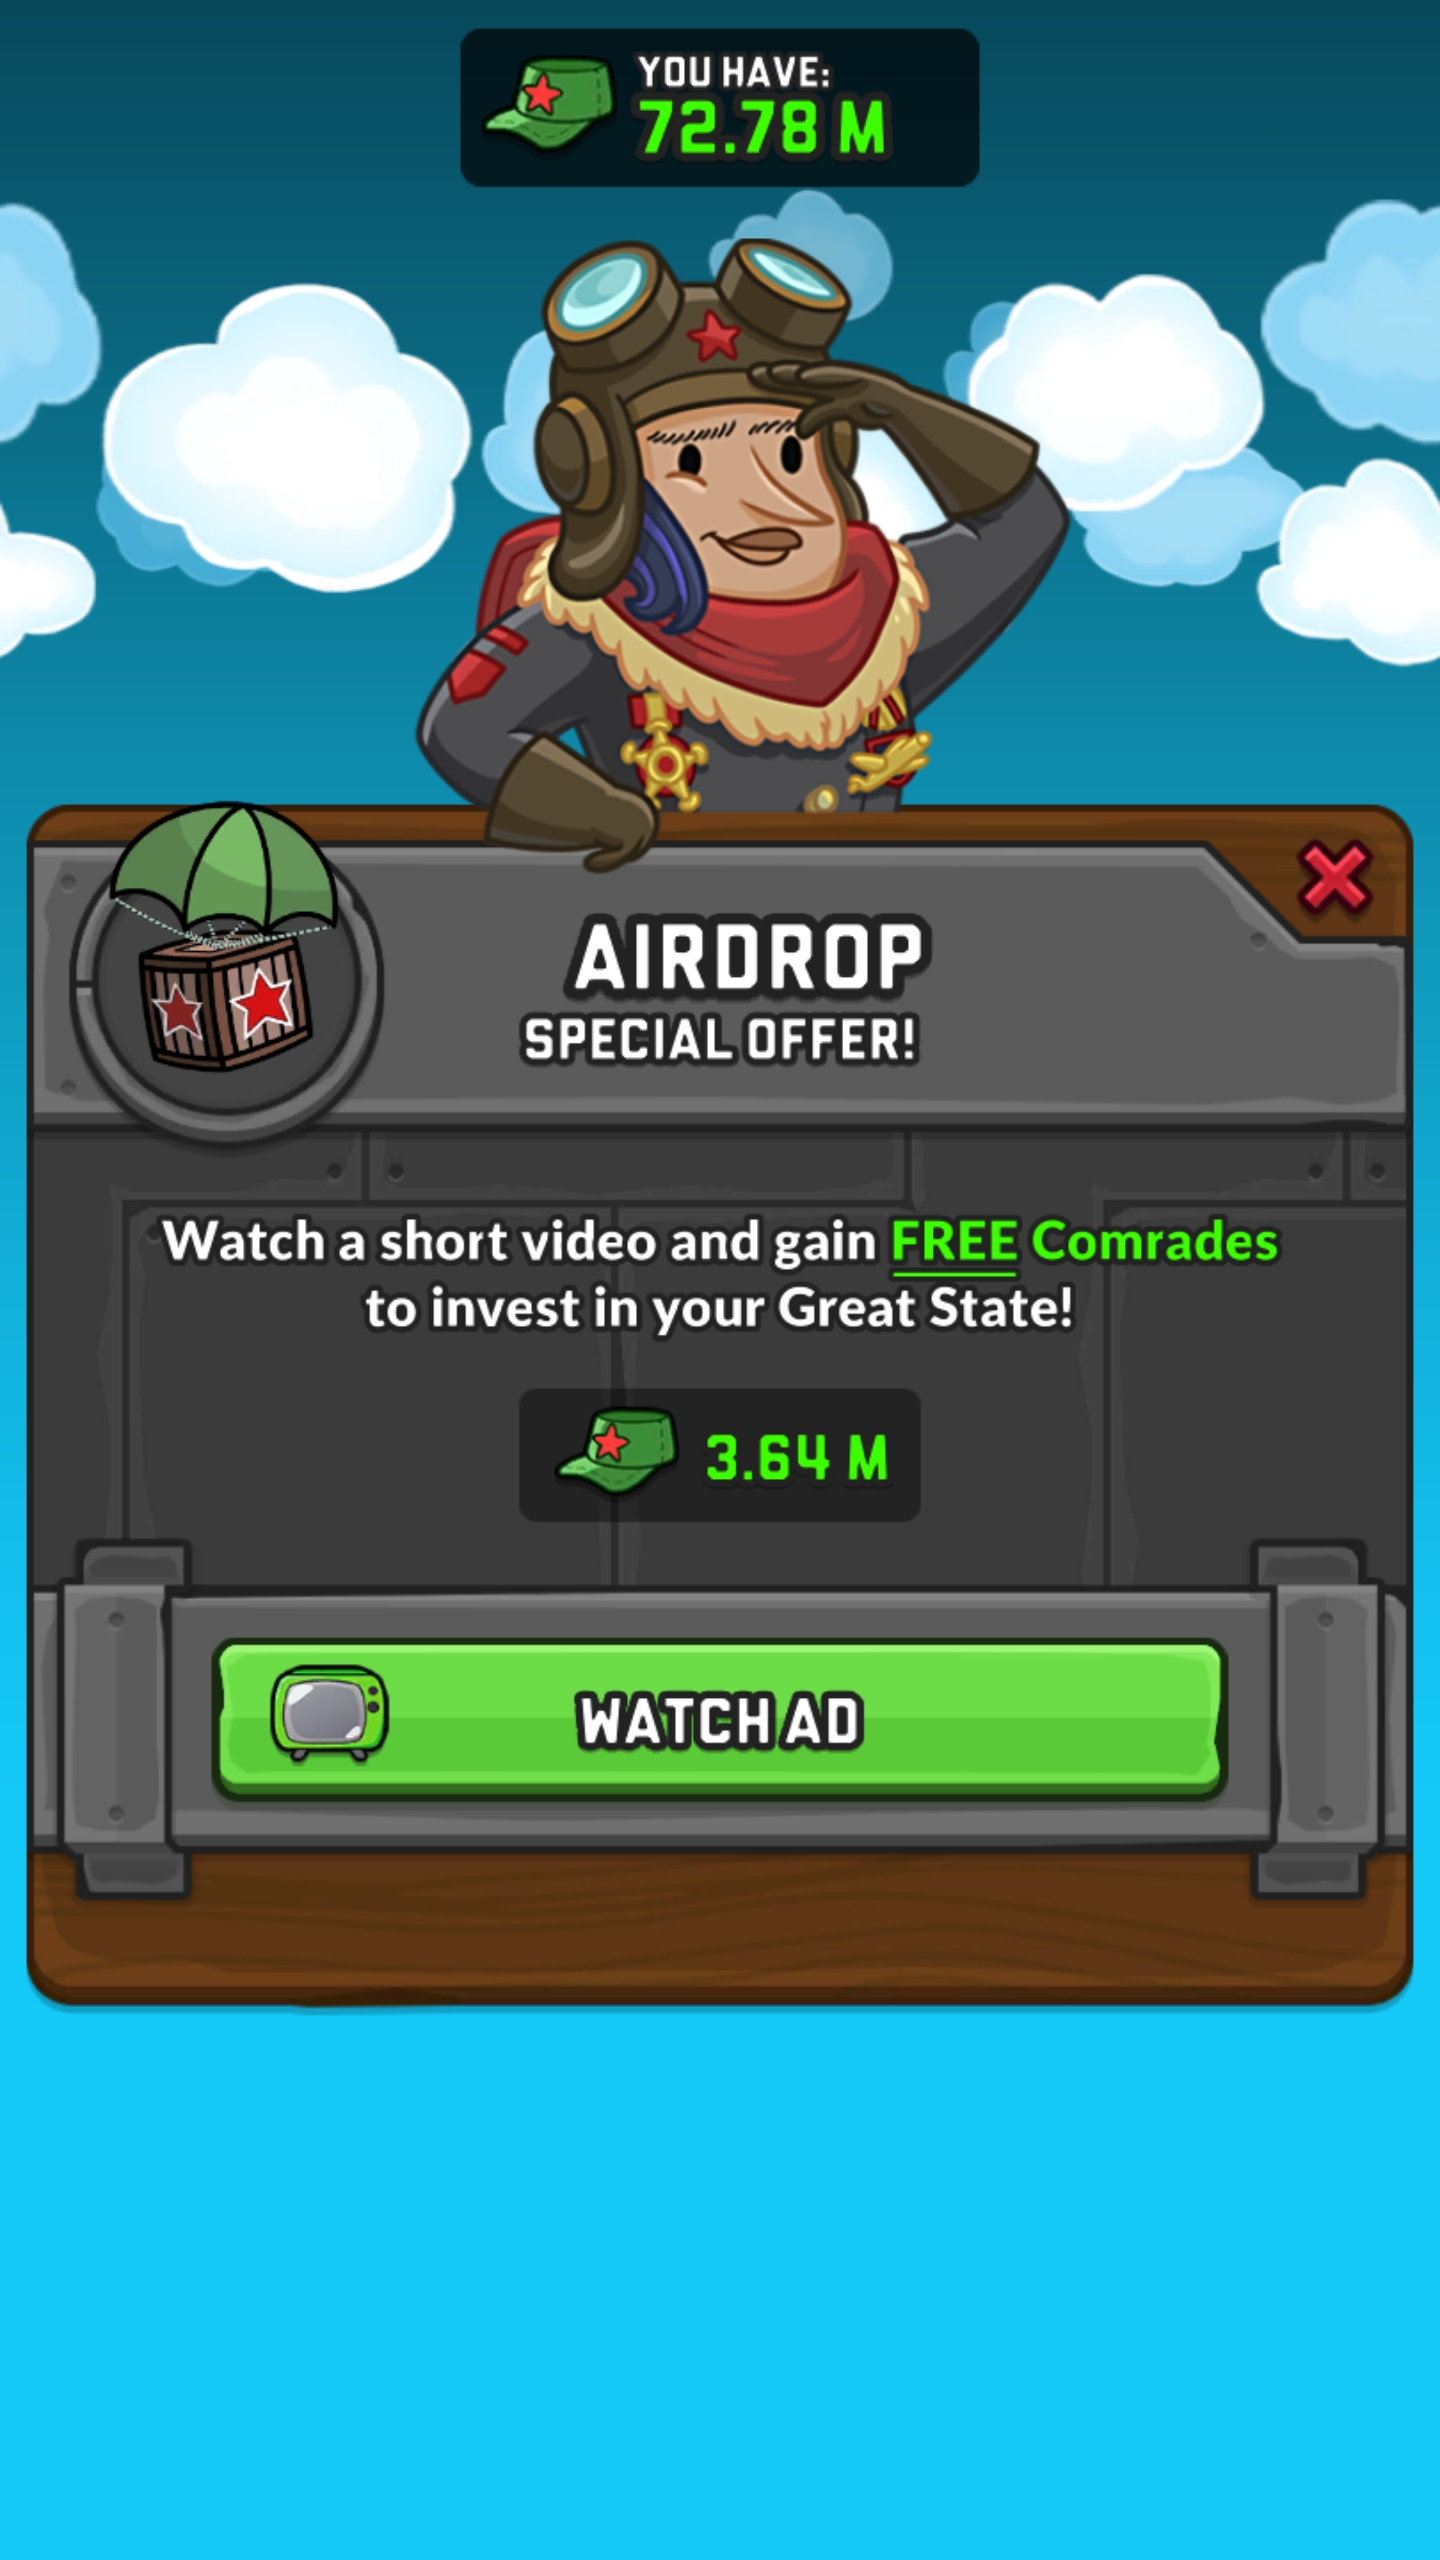 YOU HAVE:
72.78 M
AIRDROP
SPECIAL OFFER!
Watch a short video and gain FREE Comrades
to invest in your Great State!
3.64 M
WATCH AD